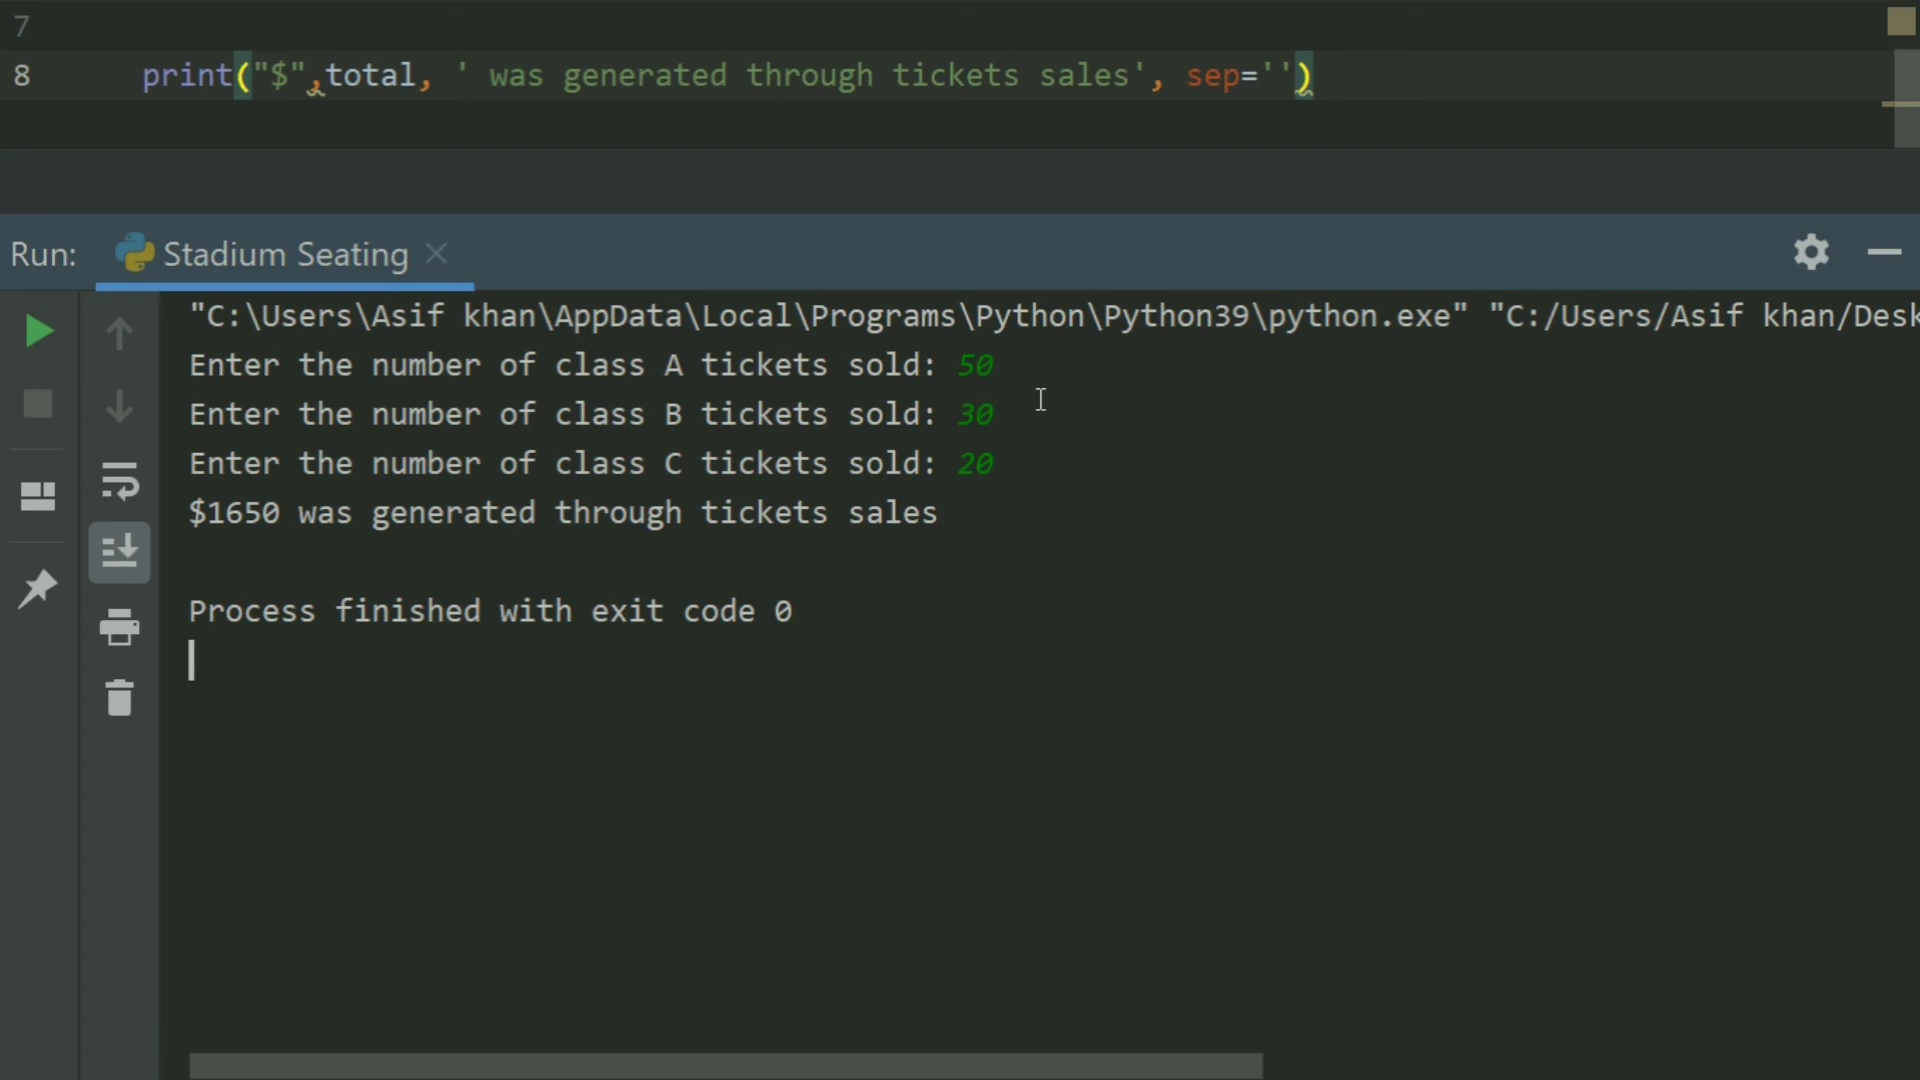 7
8 print("$",total, ' was generated through tickets sales', sep='')
Run: Stadium Seating
"C:\Users\Asif khan\AppData\Local\Programs\Python\Python39\python.exe" "C:/Users/Asif khan/Desk
Enter the number of class A tickets sold: 50
Enter the number of class B tickets sold: 30
Enter the number of class C tickets sold: 20
$1650 was generated through tickets sales
Process finished with exit code 0